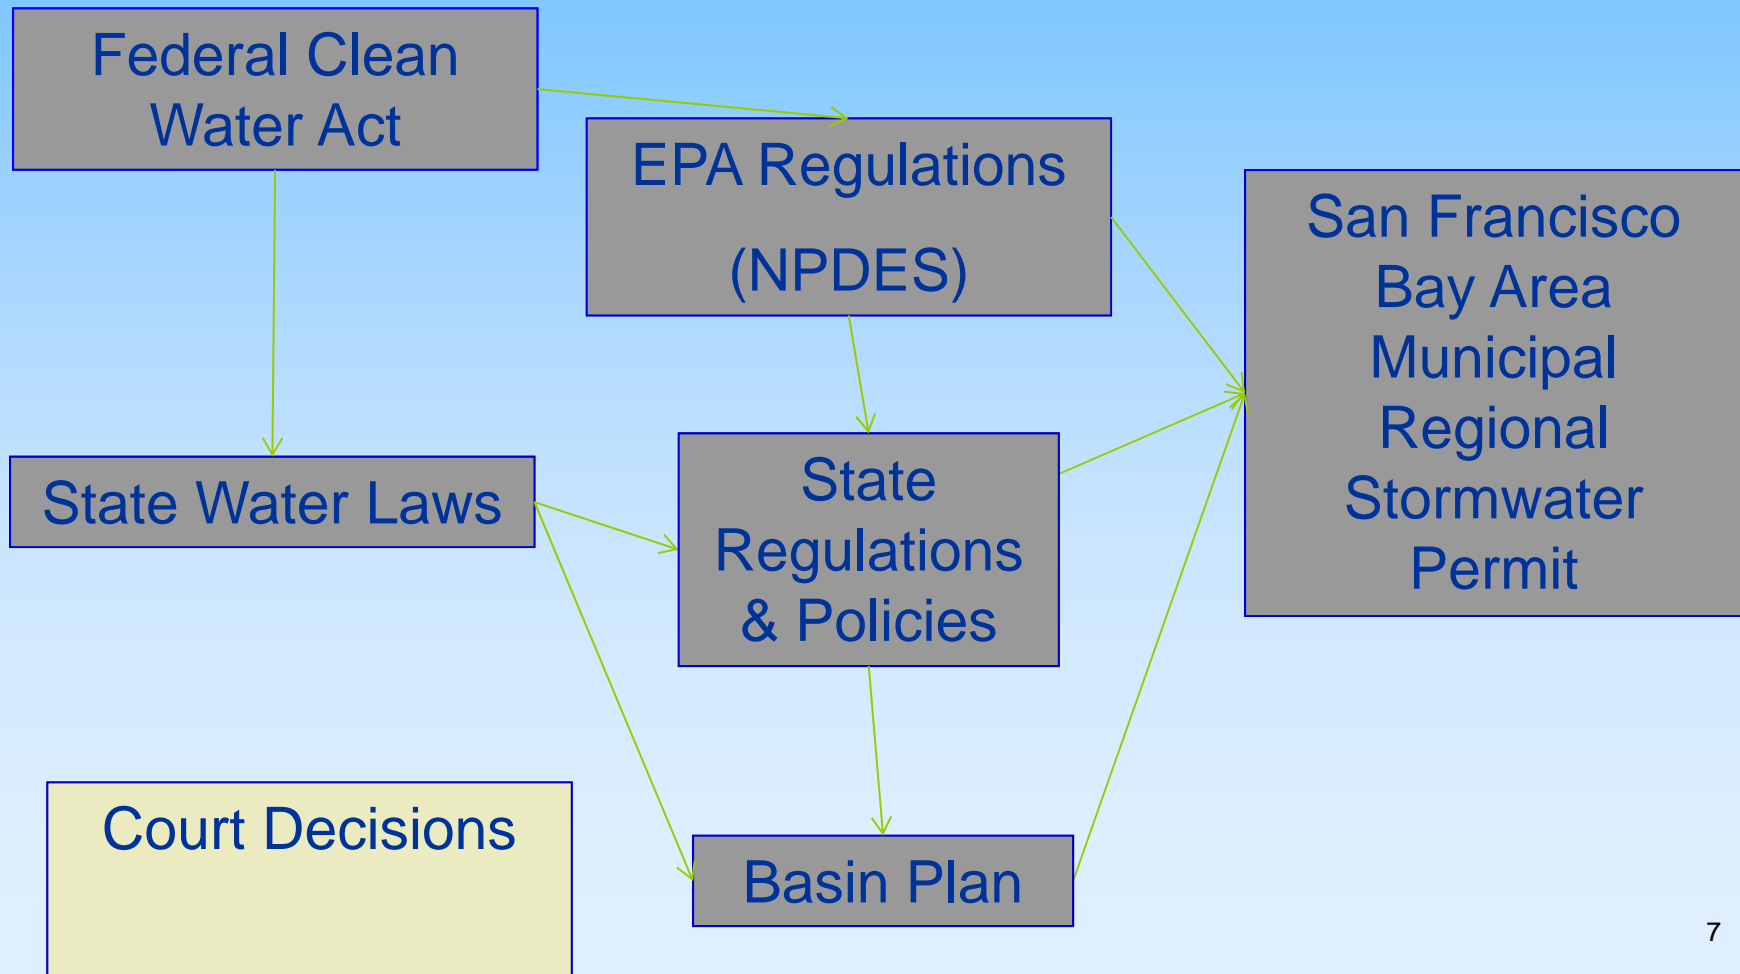 Federal Clean
Water Act
EPA Regulations
(NPDES)
San Francisco
Bay Area
Municipal
Regional
Stormwater
Permit
State Water Laws
State
Regulations
& Policies
Court Decisions
Basin Plan
7